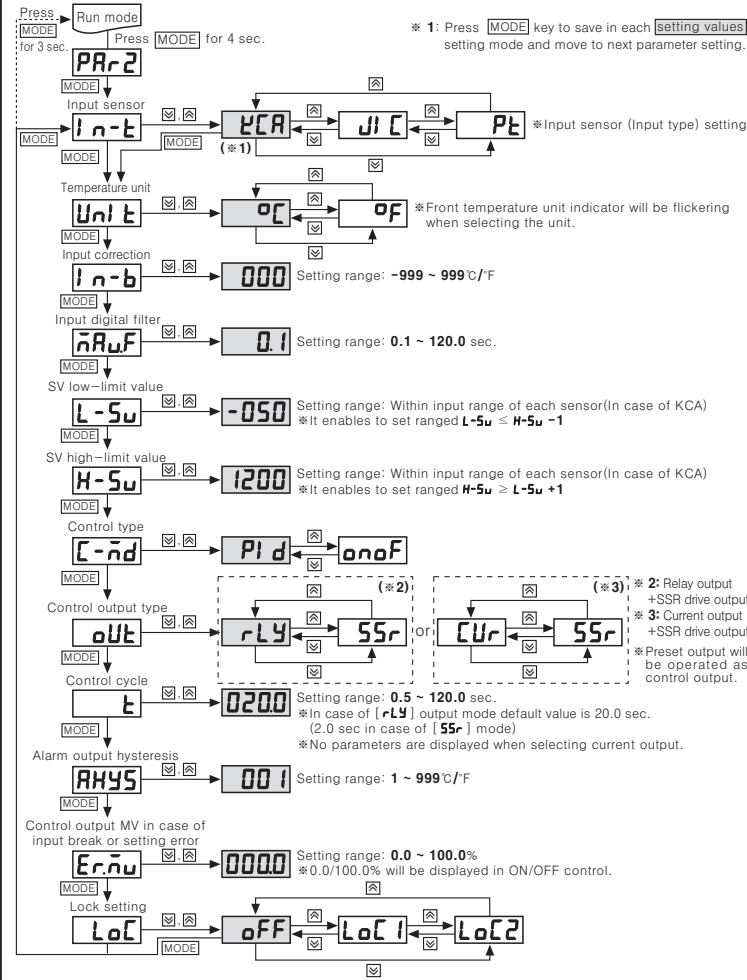 Press
MODE
for 3 sec.
Run mode
Press MODE for 4 sec.
※ 1: Press MODE key to save in each setting values
setting mode and move to next parameter setting.
PAr2
MODE
Input sensor
In-t
⩔,⩓
MODE
MODE
KCA
(※1)
⩓
⩔
JIC
⩓
⩔
Pt
⩓
⩔
※Input sensor (Input type) setting
MODE
Temperature unit
UnIt
⩔,⩓
°C
⩓
⩔
°F
⩓
⩔
※Front temperature unit indicator will be flickering
when selecting the unit.
MODE
Input correction
In-b
⩔,⩓
000
Setting range: -999 ~ 999℃/°F
MODE
Input digital filter
mAv.F
⩔,⩓
0.1
Setting range: 0.1 ~ 120.0 sec.
MODE
SV low-limit value
L-Sv
⩔,⩓
-050
Setting range: Within input range of each sensor(In case of KCA)
※It enables to set ranged L-Sv ≤ H-Sv -1
MODE
SV high-limit value
H-Sv
⩔,⩓
1200
Setting range: Within input range of each sensor(In case of KCA)
※It enables to set ranged H-Sv ≥ L-Sv +1
MODE
Control type
C-md
⩔,⩓
PId
⩓
⩔
onoF
MODE
Control output type
oUt
⩔,⩓
(※2)
⩓
rLY
⩓
⩔
SSr
⩔
or
(※3)
⩓
CUr
⩓
⩔
SSr
⩔
※ 2: Relay output
+SSR drive output
※ 3: Current output
+SSR drive output
※Preset output will
be operated as
control output.
MODE
Control cycle
t
⩔,⩓
020.0
Setting range: 0.5 ~ 120.0 sec.
※In case of [rLY] output mode default value is 20.0 sec.
(2.0 sec in case of [SSr] mode)
※No parameters are displayed when selecting current output.
MODE
Alarm output hysteresis
AHYS
⩔,⩓
001
Setting range: 1 ~ 999℃/°F
MODE
Control output MV in case of
input break or setting error
Er.mv
⩔,⩓
000.0
Setting range: 0.0 ~ 100.0%
※0.0/100.0% will be displayed in ON/OFF control.
MODE
Lock setting
LoC
⩔,⩓
MODE
oFF
⩓
⩔
LoC1
⩓
⩔
LoC2
⩓
⩔